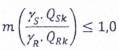 m(γS . QSk / γR . QRk) ≤ 1,0